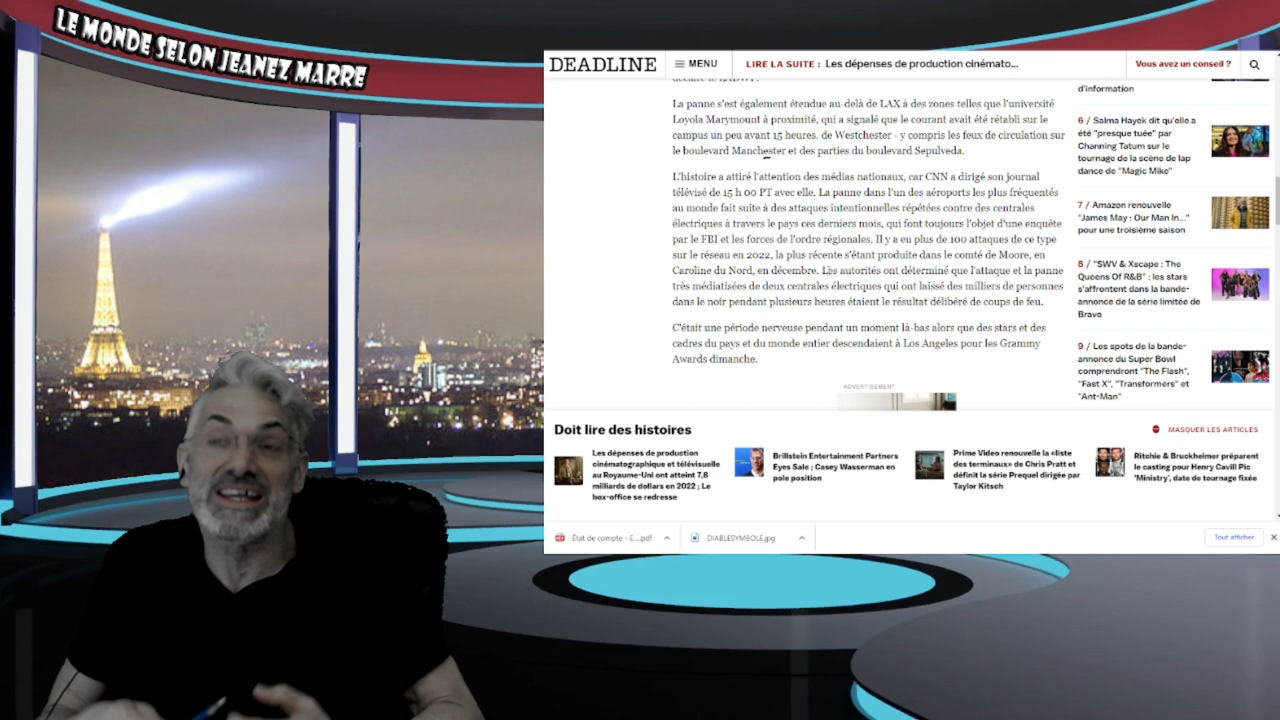 LE MONDE SELON JEANEZ MARRE
DEADLINE
MENU
LIRE LA SUITE : Les dépenses de production cinémato...
Vous avez un conseil ?
La panne s'est également étendue au-delà de LAX à des zones telles que l'université
Loyola Marymount à proximité, qui a signalé que le courant avait été rétabli sur le
campus un peu avant 15 heures. de Westchester - y compris les feux de circulation sur
le boulevard Manchester et des parties du boulevard Sepulveda.
L'histoire a attiré l'attention des médias nationaux, car CNN a dirigé son journal
télévisé de 15 h 00 PT avec elle. La panne dans l'un des aéroports les plus fréquentés
au monde fait suite à des attaques intentionnelles répétées contre des centrales
électriques à travers le pays ces derniers mois, qui font toujours l'objet d'une enquête
par le FBI et les forces de l'ordre régionales. Il y a eu plus de 100 attaques de ce type
sur le réseau en 2022, la plus récente s'étant produite dans le comté de Moore, en
Caroline du Nord, en décembre. Les autorités ont déterminé que l'attaque et la panne
très médiatisées de deux centrales électriques qui ont laissé des milliers de personnes
dans le noir pendant plusieurs heures étaient le résultat délibéré de coups de feu.
C'était une période nerveuse pendant un moment là-bas alors que des stars et des
cadres du pays et du monde entier descendaient à Los Angeles pour les Grammy
Awards dimanche.
ADVERTISEMENT
d'information
6 / Salma Hayek dit qu'elle a
été "presque tuée" par
Channing Tatum sur le
tournage de la scène de lap
dance de "Magic Mike"
7 / Amazon renouvelle
"James May : Our Man In..."
pour une troisième saison
8 / "SWV & Xscape : The
Queens Of R&B" : les stars
s'affrontent dans la bande-
annonce de la série limitée de
Bravo
9 / Les spots de la bande-
annonce du Super Bowl
comprendront "The Flash",
"Fast X", "Transformers" et
"Ant-Man"
Doit lire des histoires
MASQUER LES ARTICLES
Les dépenses de production
cinématographique et télévisuelle
au Royaume-Uni ont atteint 7,8
milliards de dollars en 2022 ; Le
box-office se redresse
Brillstein Entertainment Partners
Eyes Sale ; Casey Wasserman en
pole position
Prime Video renouvelle la «liste
des terminaux» de Chris Pratt et
définit la série Prequel dirigée par
Taylor Kitsch
Ritchie & Bruckheimer préparent
le casting pour Henry Cavill Pic
'Ministry', date de tournage fixée
État de compte - E....pdf
DIABLESYMBOLE.jpg
Tout afficher